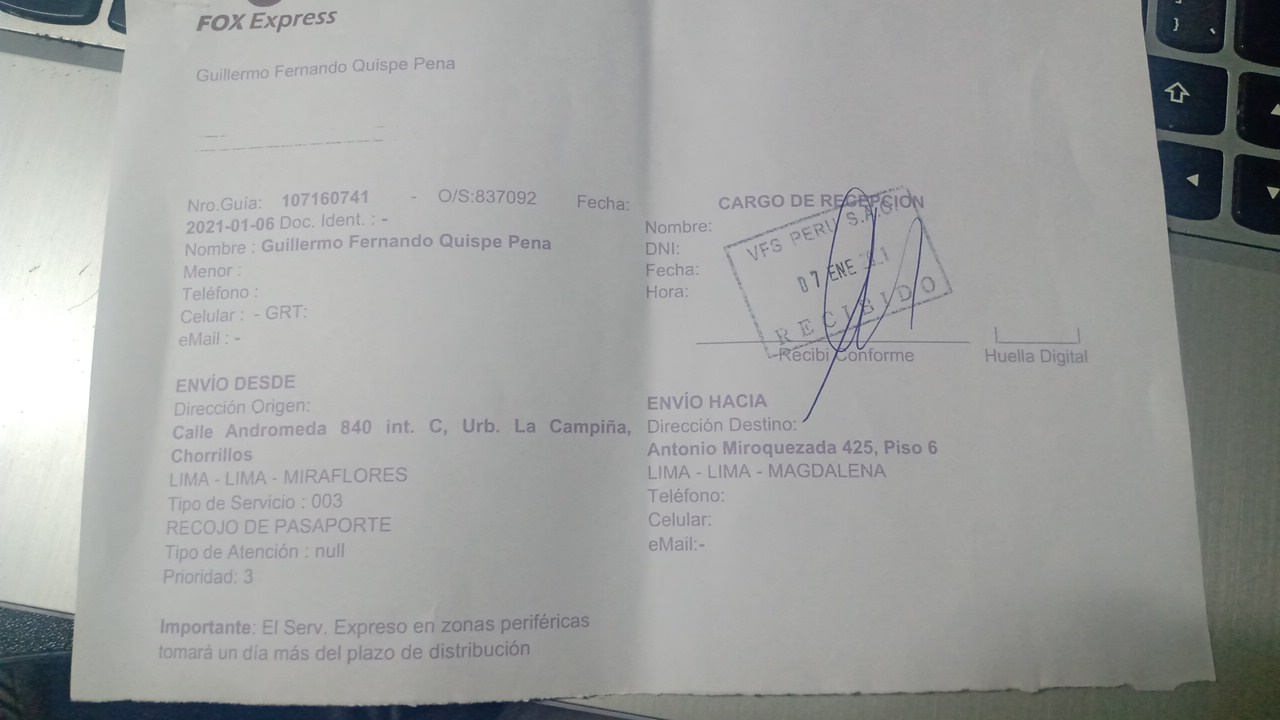 FOX Express
Guillermo Fernando Quispe Pena
Nro.Guia: 107160741 - O/S:837092 Fecha:
2021-01-06 Doc. Ident. : -
Nombre : Guillermo Fernando Quispe Pena
Menor :
Teléfono :
Celular : - GRT:
eMail : -
ENVÍO DESDE
Dirección Origen:
Calle Andromeda 840 int. C, Urb. La Campiña,
Chorrillos
LIMA - LIMA - MIRAFLORES
Tipo de Servicio : 003
RECOJO DE PASAPORTE
Tipo de Atención : null
Prioridad: 3
Importante: El Serv. Expreso en zonas periféricas
tomará un día más del plazo de distribución
CARGO DE RECEPCION
Nombre:
DNI:
Fecha:
Hora:
VFS PERU S.A.C.
07 ENE
RECIBIDO
Recibi Conforme
Huella Digital
ENVÍO HACIA
Dirección Destino:
Antonio Miroquezada 425, Piso 6
LIMA - LIMA - MAGDALENA
Teléfono:
Celular:
eMail:-